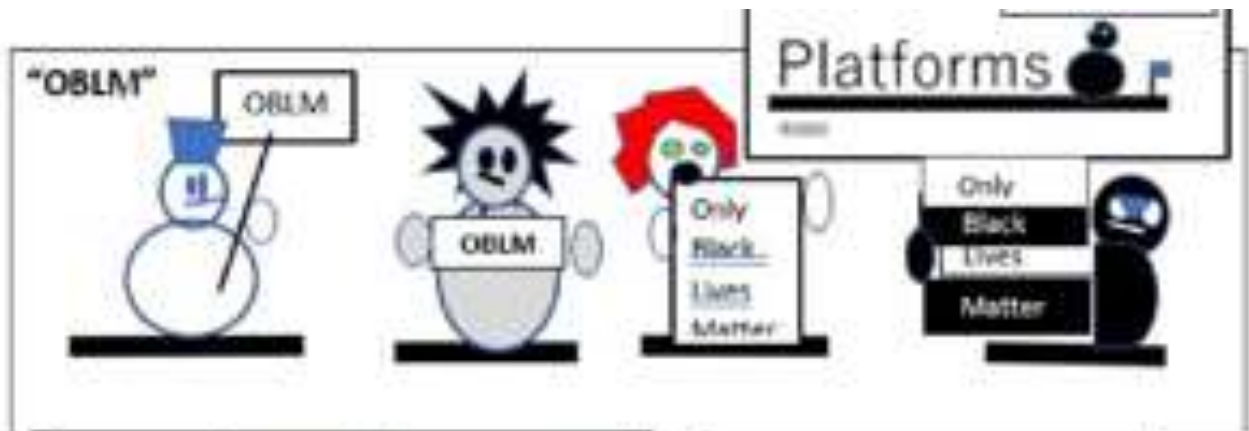 “OBLM”
OBLM
OBLM
Only
Black
Lives
Matter
Platforms
Only
Black
Lives
Matter